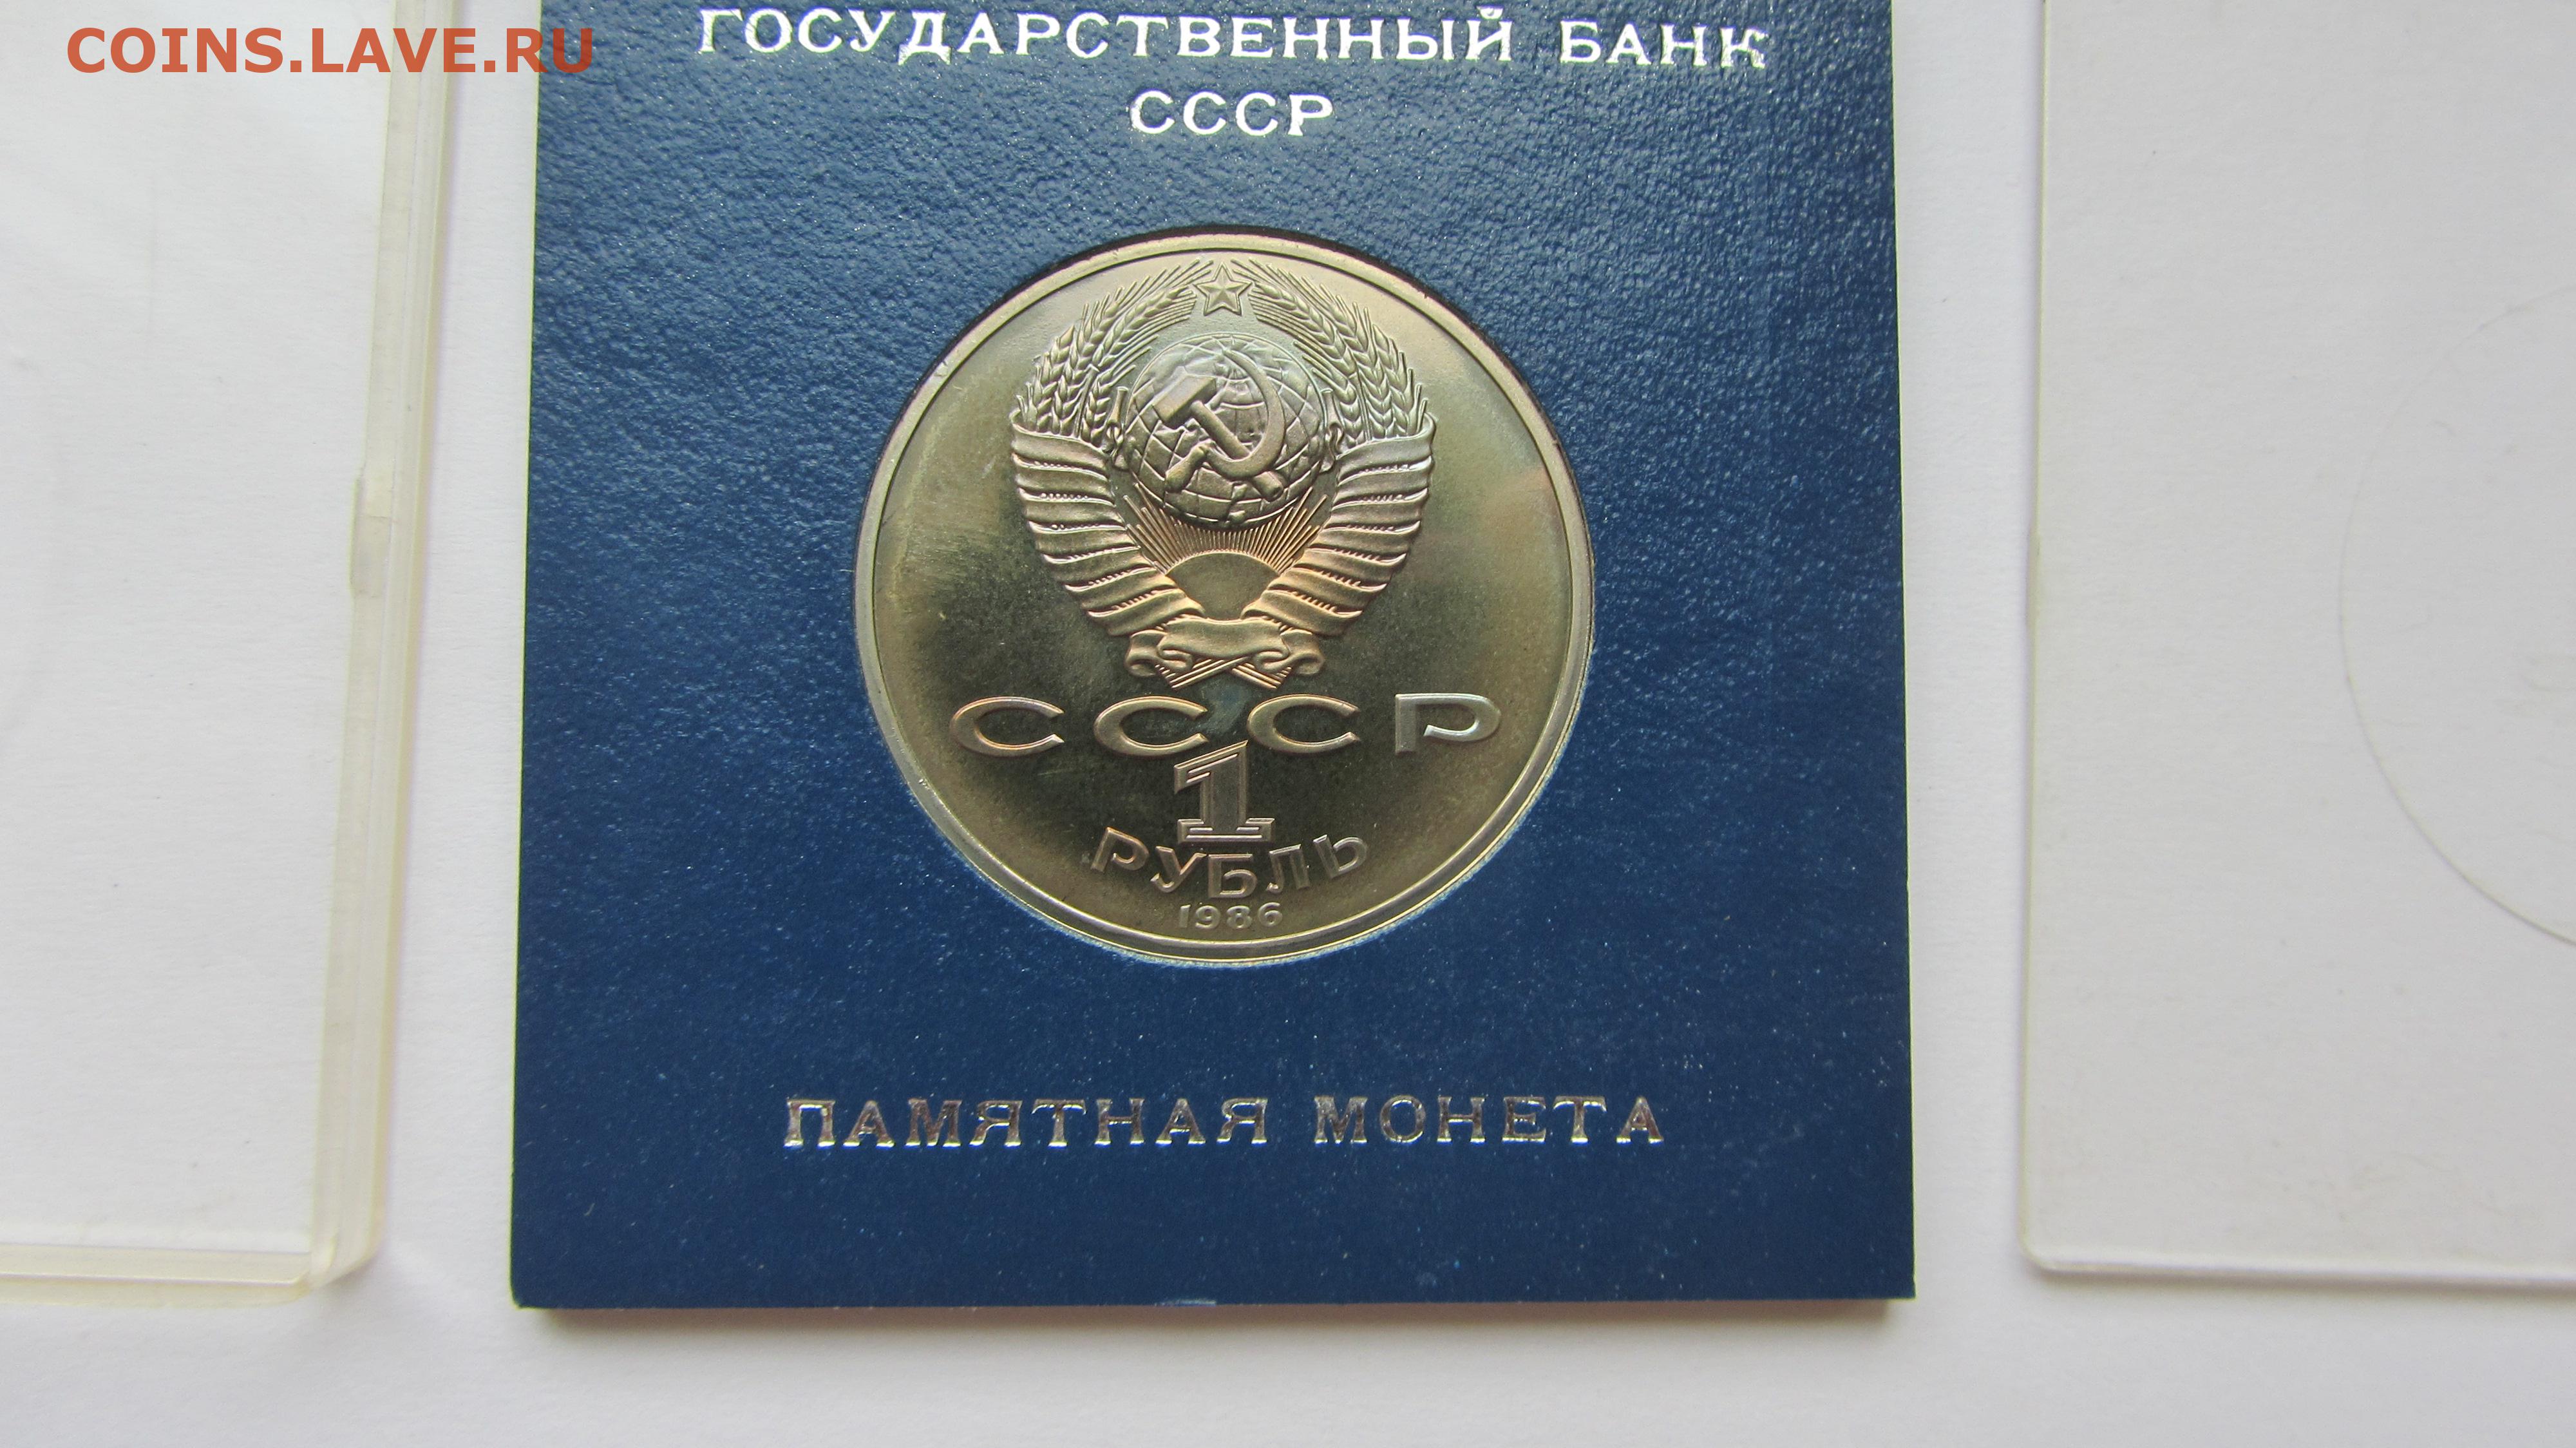 COINS.LAVE.RU
ГОСУДАРСТВЕННЫЙ БАНК
СССР
СССР
1
РУБЛЬ
1986
ПАМЯТНАЯ МОНЕТА